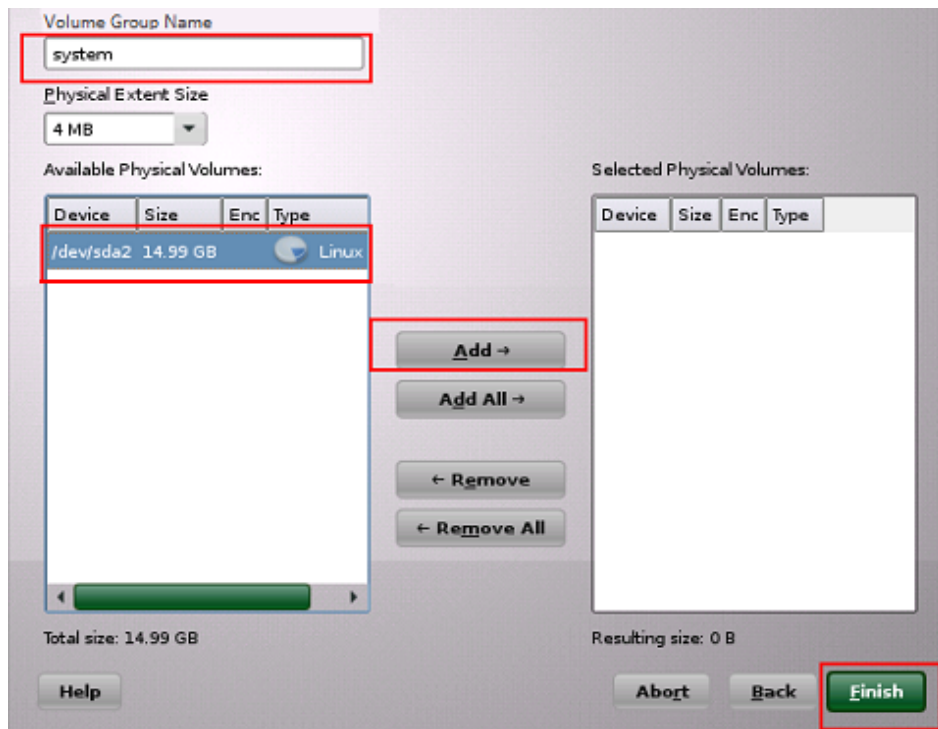 Volume Group Name
system
Physical Extent Size
4 MB
Available Physical Volumes:
Device Size Enc Type
/dev/sda2 14.99 GB Linux
Total size: 14.99 GB
Add →
Add All →
← Remove
← Remove All
Selected Physical Volumes:
Device Size Enc Type
Resulting size: 0 B
Help
Abort
Back
Finish